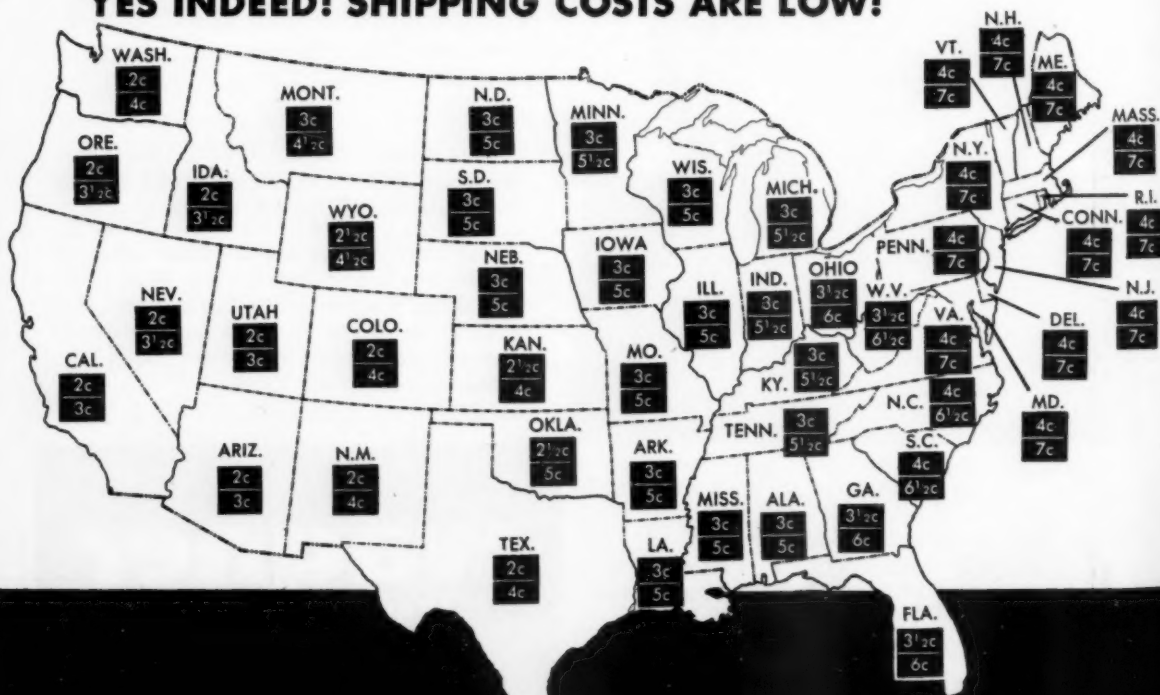 YES INDEED! SHIPPING COSTS ARE LOW!
N.H.
4c
7c
VT.
4c
7c
ME.
4c
7c
MASS.
4c
7c
WASH.
2c
4c
MONT.
3c
4½c
N.D.
3c
5c
MINN.
3c
5½c
ORE.
2c
3½c
IDA.
2c
3½c
S.D.
3c
5c
WIS.
3c
5c
MICH.
3c
5½c
N.Y.
4c
7c
R.I.
4c
7c
CONN.
4c
7c
WYO.
2½c
4½c
NEB.
3c
5c
IOWA
3c
5c
PENN.
4c
7c
N.J.
4c
7c
NEV.
2c
3½c
UTAH
2c
3c
COLO.
2c
4c
KAN.
2½c
4c
ILL.
3c
5c
IND.
3c
5½c
OHIO
3½c
6c
W.V.
3½c
6½c
VA.
4c
7c
DEL.
4c
7c
CAL.
2c
3c
MO.
3c
5c
KY.
3c
5½c
N.C.
4c
6½c
MD.
4c
7c
ARIZ.
2c
3c
N.M.
2c
4c
OKLA.
2½c
5c
ARK.
3c
5c
TENN.
3c
5½c
S.C.
4c
6½c
TEX.
2c
4c
LA.
3c
5c
MISS.
3c
5c
ALA.
3c
5c
GA.
3½c
6c
FLA.
3½c
6c